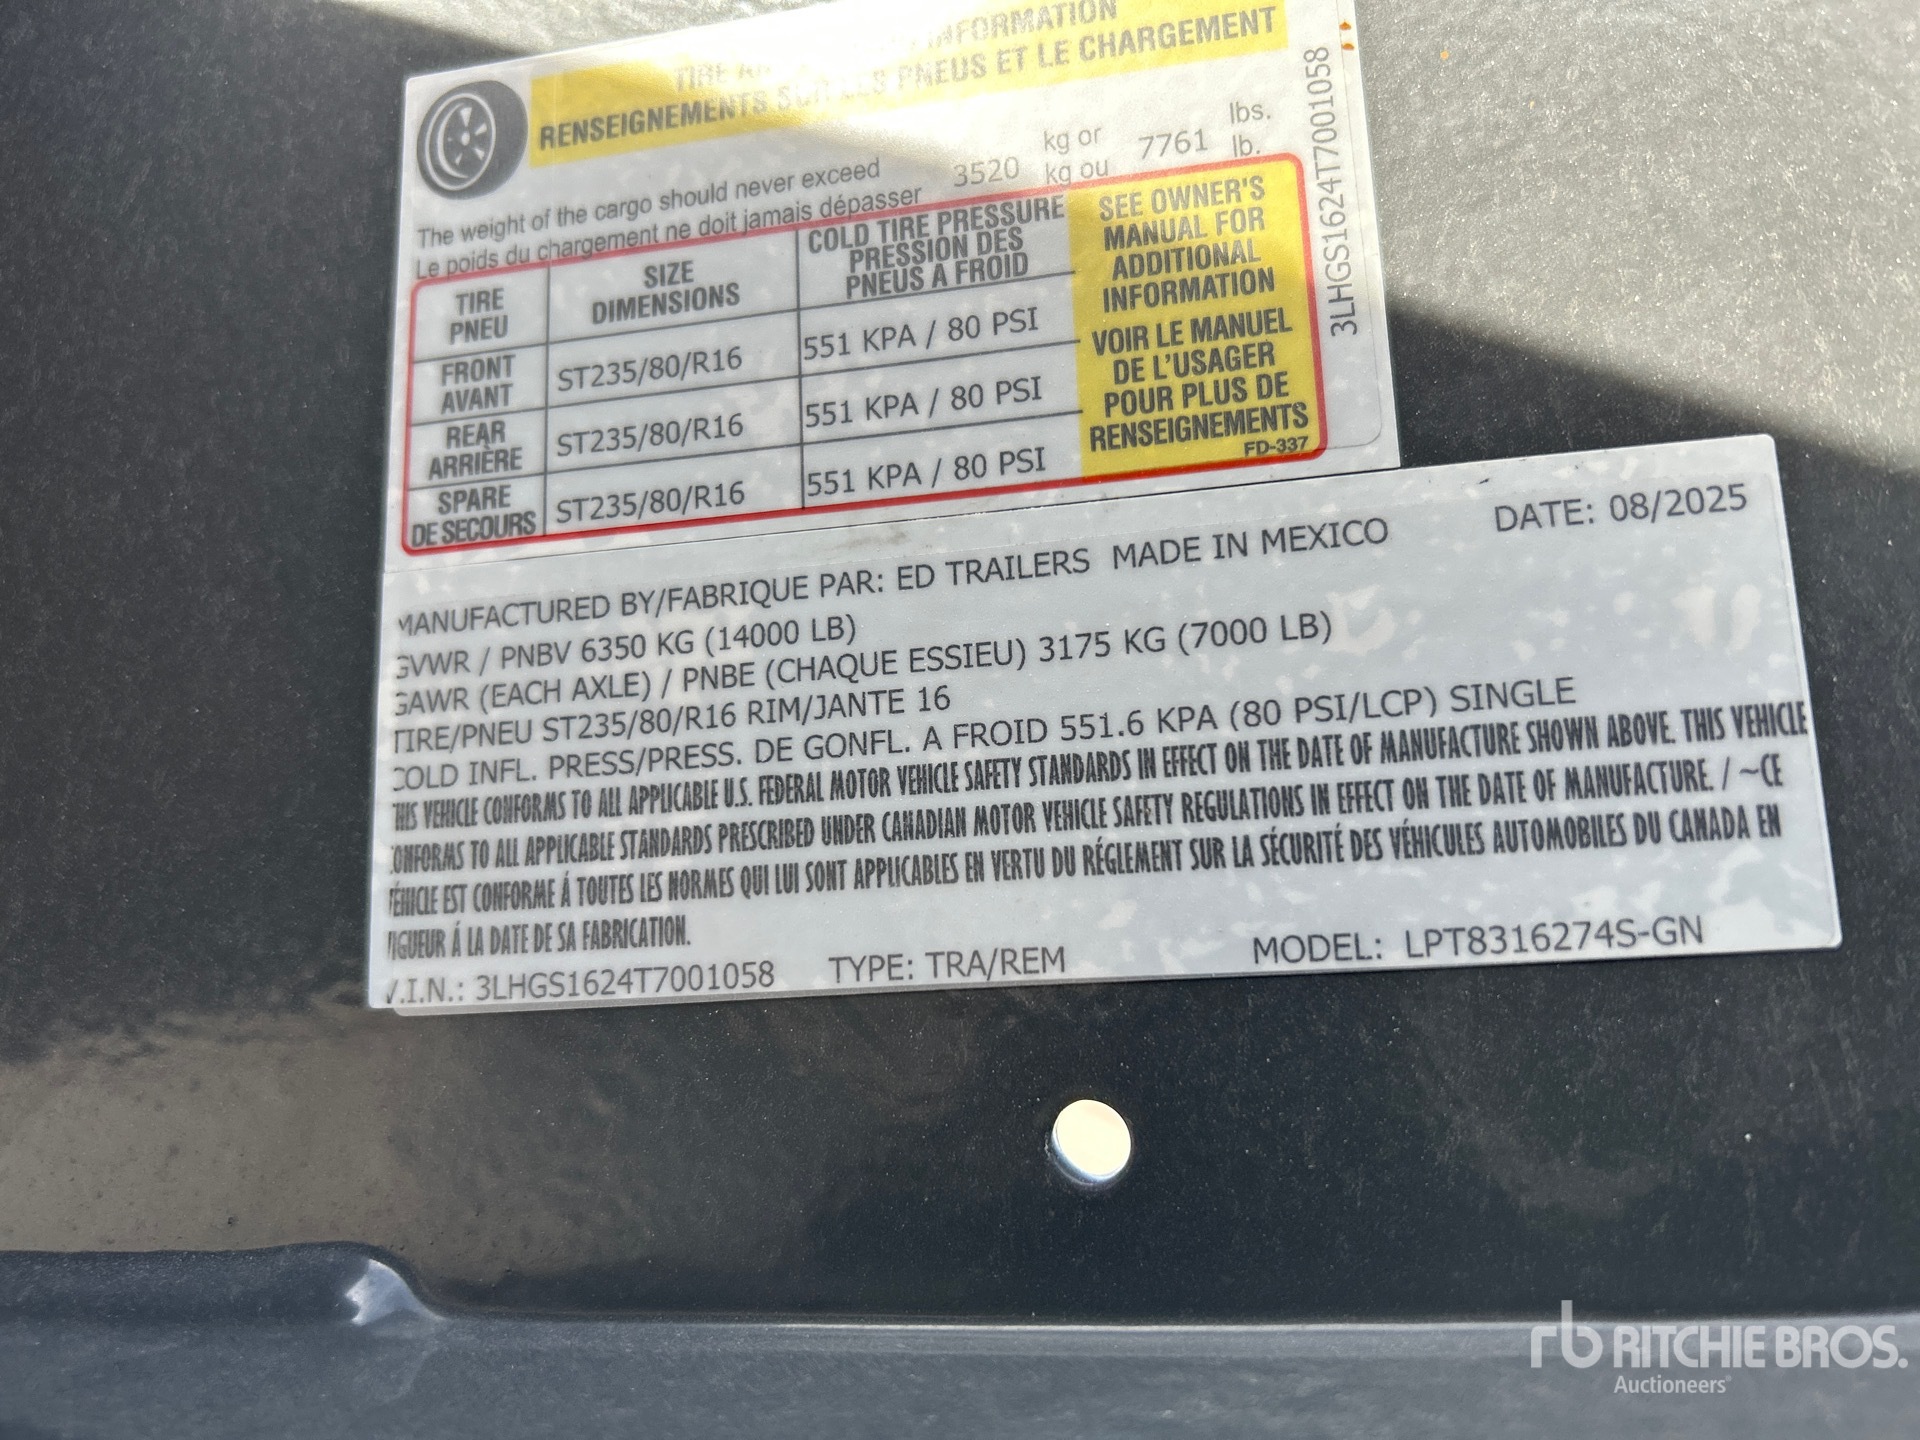 INFORMATION
RENSEIGNEMENTS SUR LES PNEUS ET LE CHARGEMENT
The weight of the cargo should never exceed 3520 kg or 7761 lbs.
Le poids du chargement ne doit jamais dépasser kg ou lb.
TIRE PNEU
SIZE DIMENSIONS
COLD TIRE PRESSURE
PRESSION DES
PNEUS A FROID
FRONT AVANT ST235/80/R16 551 KPA / 80 PSI
REAR ARRIÈRE ST235/80/R16 551 KPA / 80 PSI
SPARE DE SECOURS ST235/80/R16 551 KPA / 80 PSI
SEE OWNER'S
MANUAL FOR
ADDITIONAL
INFORMATION
VOIR LE MANUEL
DE L'USAGER
POUR PLUS DE
RENSEIGNEMENTS
FD-337
3LHGS1624T7001058
MANUFACTURED BY/FABRIQUE PAR: ED TRAILERS MADE IN MEXICO DATE: 08/2025
GVWR / PNBV 6350 KG (14000 LB)
GAWR (EACH AXLE) / PNBE (CHAQUE ESSIEU) 3175 KG (7000 LB)
TIRE/PNEU ST235/80/R16 RIM/JANTE 16
COLD INFL. PRESS/PRESS. DE GONFL. A FROID 551.6 KPA (80 PSI/LCP) SINGLE
THIS VEHICLE CONFORMS TO ALL APPLICABLE U.S. FEDERAL MOTOR VEHICLE SAFETY STANDARDS IN EFFECT ON THE DATE OF MANUFACTURE SHOWN ABOVE. THIS VEHICLE
CONFORMS TO ALL APPLICABLE STANDARDS PRESCRIBED UNDER CANADIAN MOTOR VEHICLE SAFETY REGULATIONS IN EFFECT ON THE DATE OF MANUFACTURE. / ~CE
VÉHICLE EST CONFORME Á TOUTES LES NORMES QUI LUI SONT APPLICABLES EN VERTU DU RÉGLEMENT SUR LA SÉCURITÉ DES VÉHICULES AUTOMOBILES DU CANADA EN
VIGUEUR Á LA DATE DE SA FABRICATION.
V.I.N.: 3LHGS1624T7001058 TYPE: TRA/REM MODEL: LPT8316274S-GN
rb RITCHIE BROS.
Auctioneers